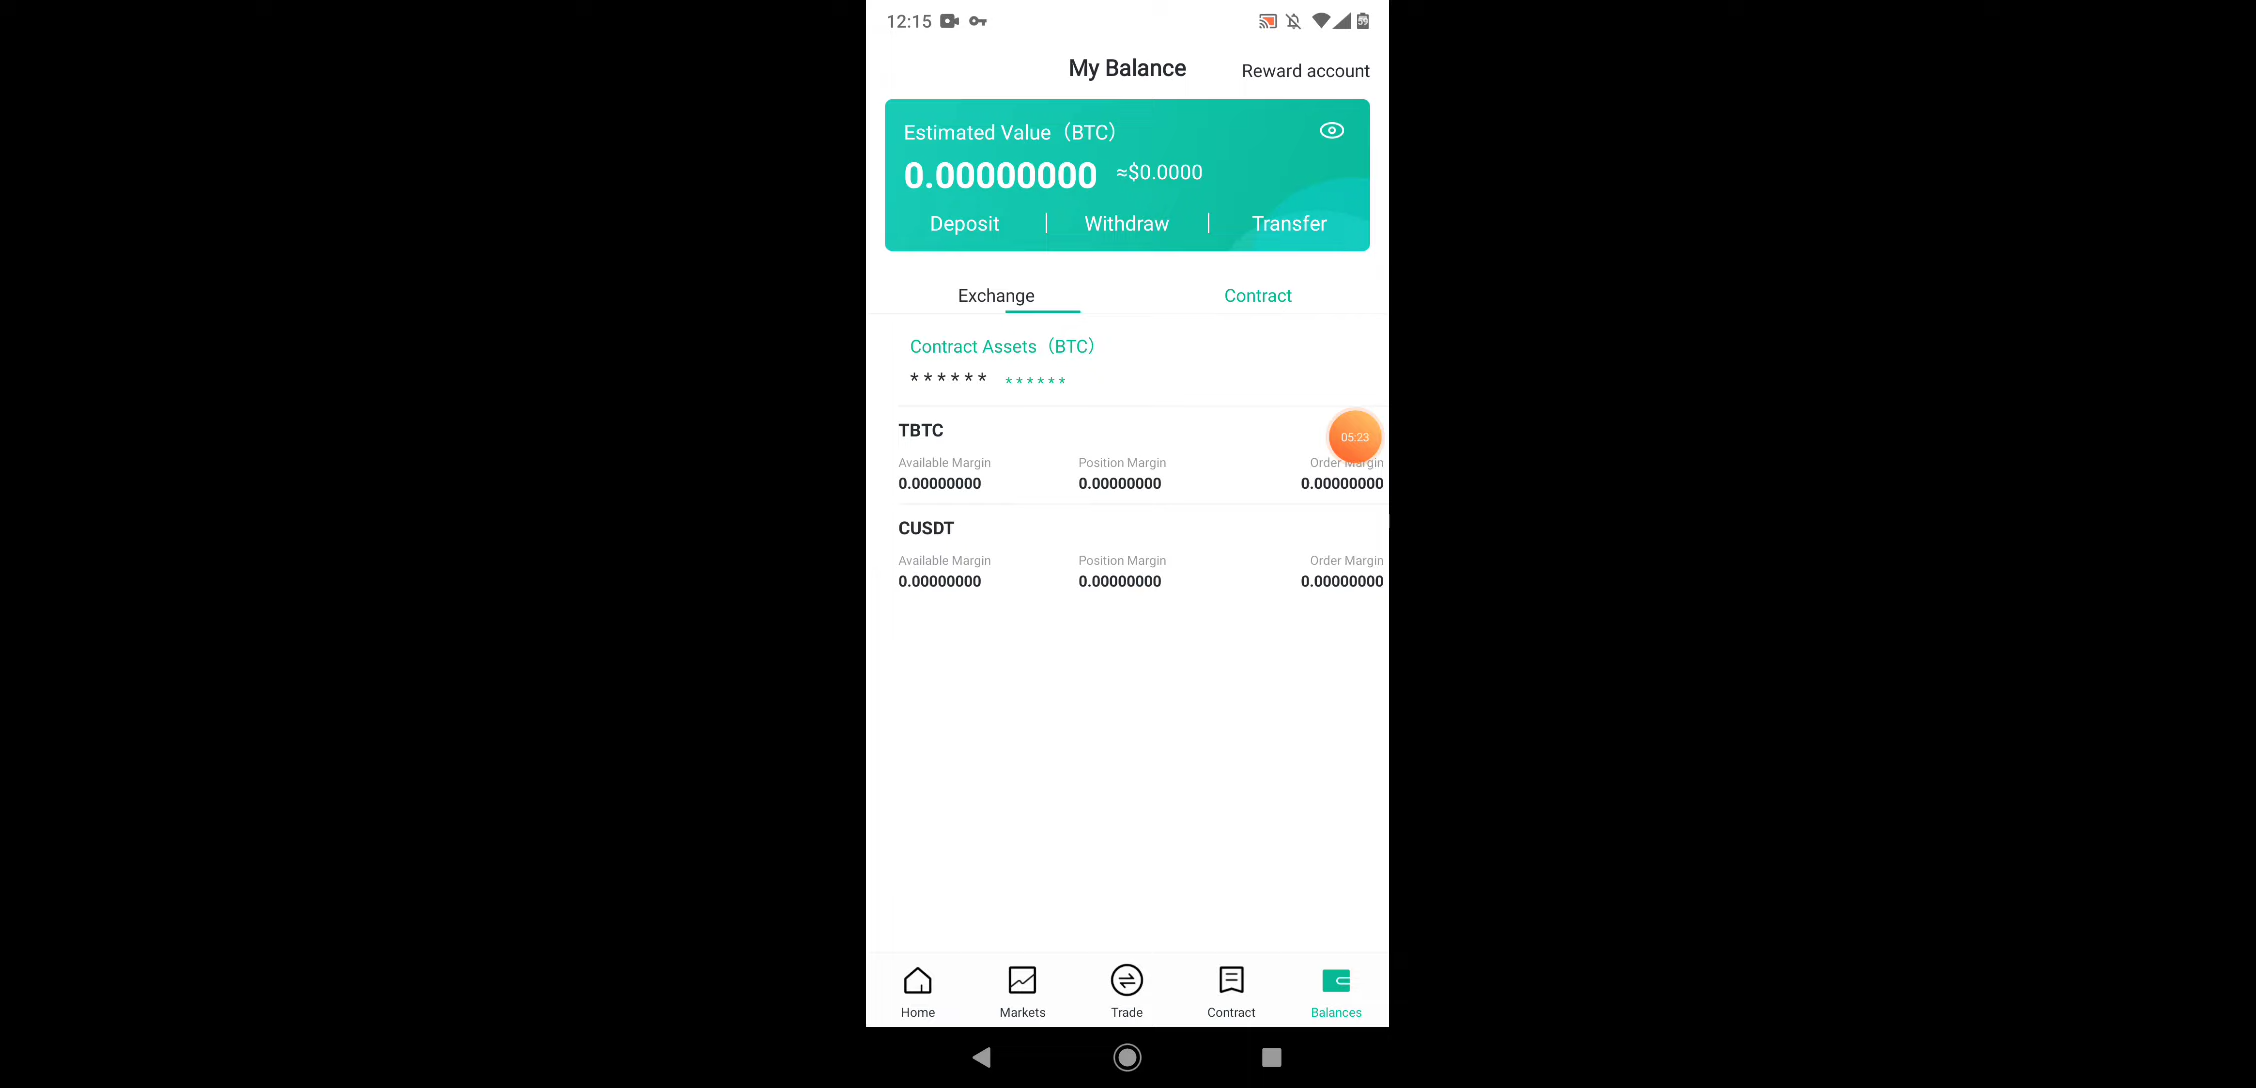 12:15
59
My Balance
Reward account
Estimated Value（BTC）
0.00000000 ≈$0.0000
Deposit | Withdraw | Transfer
Exchange Contract
Contract Assets（BTC）
****** ******
TBTC
05:23
Available Margin Position Margin Order Margin
0.00000000 0.00000000 0.00000000
CUSDT
Available Margin Position Margin Order Margin
0.00000000 0.00000000 0.00000000
Home Markets Trade Contract Balances